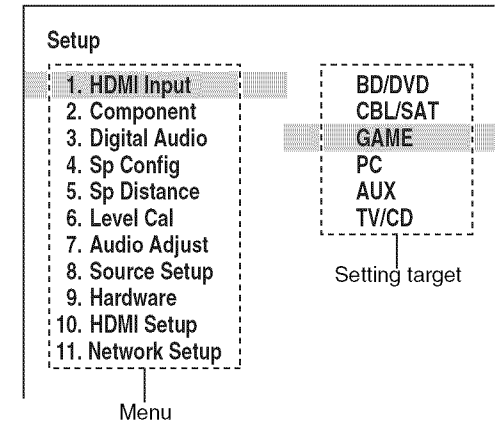 Setup
1. HDMI Input
2. Component
3. Digital Audio
4. Sp Config
5. Sp Distance
6. Level Cal
7. Audio Adjust
8. Source Setup
9. Hardware
10. HDMI Setup
11. Network Setup
Menu
BD/DVD
CBL/SAT
GAME
PC
AUX
TV/CD
Setting target